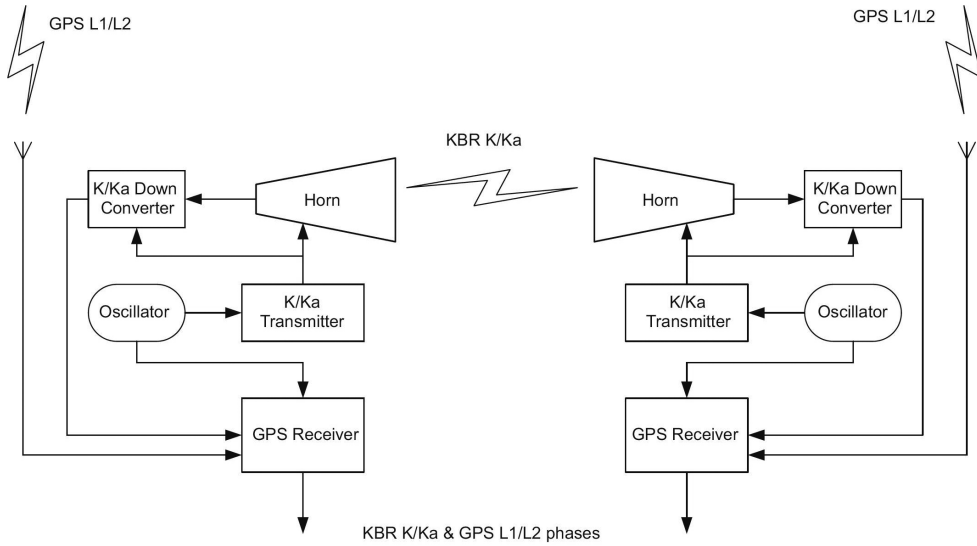 GPS L1/L2
GPS L1/L2
KBR K/Ka
K/Ka Down
Converter
Horn
Horn
K/Ka Down
Converter
Oscillator
K/Ka
Transmitter
K/Ka
Transmitter
Oscillator
GPS Receiver
GPS Receiver
KBR K/Ka & GPS L1/L2 phases